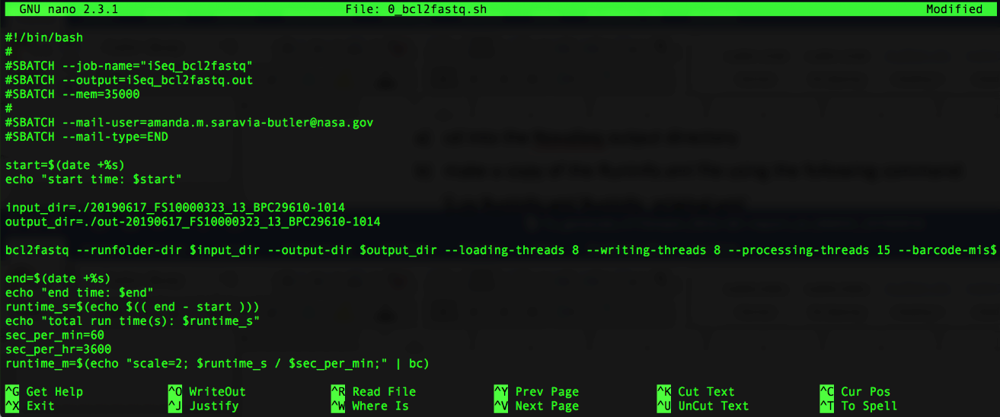 GNU nano 2.3.1 File: 0_bcl2fastq.sh Modified
#!/bin/bash
#
#SBATCH --job-name="iSeq_bcl2fastq"
#SBATCH --output=iSeq_bcl2fastq.out
#SBATCH --mem=35000
#
#SBATCH --mail-user=amanda.m.saravia-butler@nasa.gov
#SBATCH --mail-type=END
start=$(date +%s)
echo "start time: $start"
input_dir=./20190617_FS10000323_13_BPC29610-1014
output_dir=./out-20190617_FS10000323_13_BPC29610-1014
bcl2fastq --runfolder-dir $input_dir --output-dir $output_dir --loading-threads 8 --writing-threads 8 --processing-threads 15 --barcode-mis$
end=$(date +%s)
echo "end time: $end"
runtime_s=$(echo $(( end - start )))
echo "total run time(s): $runtime_s"
sec_per_min=60
sec_per_hr=3600
runtime_m=$(echo "scale=2; $runtime_s / $sec_per_min;" | bc)
^G Get Help ^O WriteOut ^R Read File ^Y Prev Page ^K Cut Text ^C Cur Pos
^X Exit ^J Justify ^W Where Is ^V Next Page ^U UnCut Text ^T To Spell